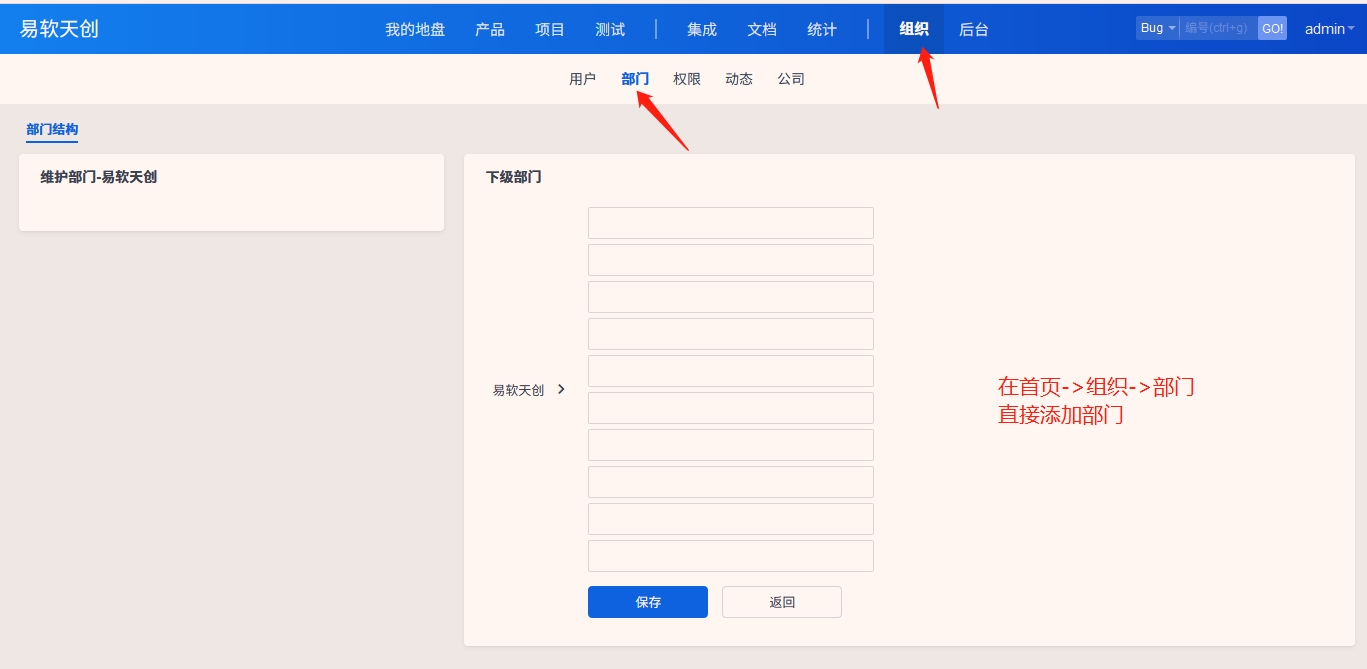 易软天创 我的地盘 产品 项目 测试 集成 文档 统计 组织 后台 Bug 编号(ctrl+g) GO! admin
用户 部门 权限 动态 公司
部门结构
维护部门-易软天创
下级部门
易软天创
在首页->组织->部门
直接添加部门
保存 返回